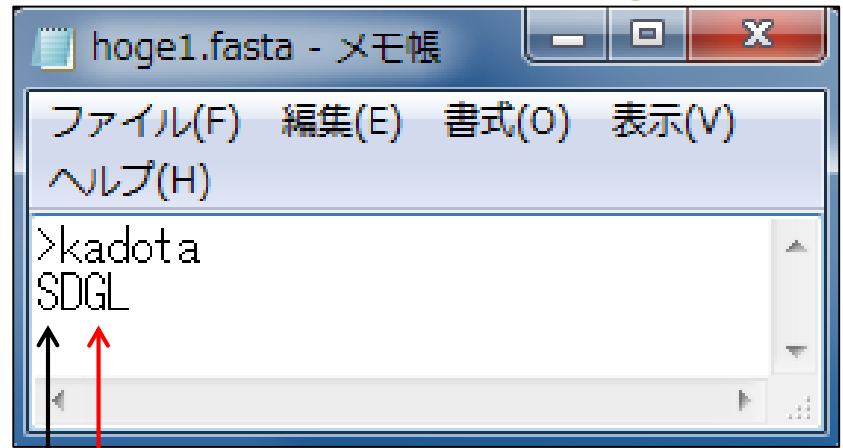 hoge1.fasta - メモ帳
ファイル(F) 編集(E) 書式(O) 表示(V)
ヘルプ(H)
>kadota
SDGL